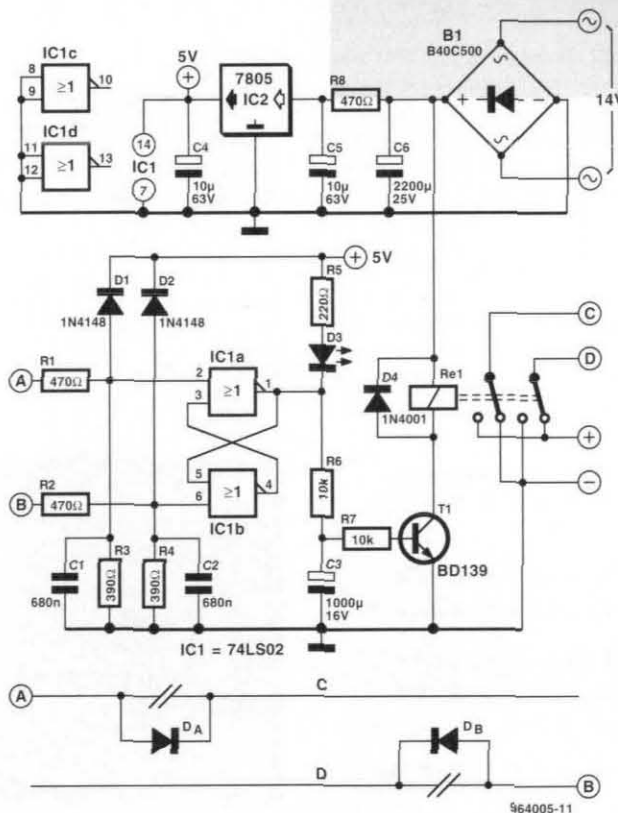 IC1c
8
9
≥1
10
IC1d
11
12
≥1
13
5V
+
14
IC1
7
C4
10µ
63V
7805
IC2
R8
470Ω
C5
10µ
63V
C6
2200µ
25V
B1
B40C500
~
~
+
−
~
~
14V
D1
1N4148
D2
1N4148
+ 5V
R5
220Ω
D3
A
R1
470Ω
IC1a
2
3
≥1
1
B
R2
470Ω
5
6
≥1
4
IC1b
R6
10k
R7
10k
D4
1N4001
Re1
T1
BD139
C
D
+
−
C1
680n
R3
390Ω
R4
390Ω
C2
680n
C3
1000µ
16V
IC1 = 74LS02
A
C
DA
D
DB
B
964005-11